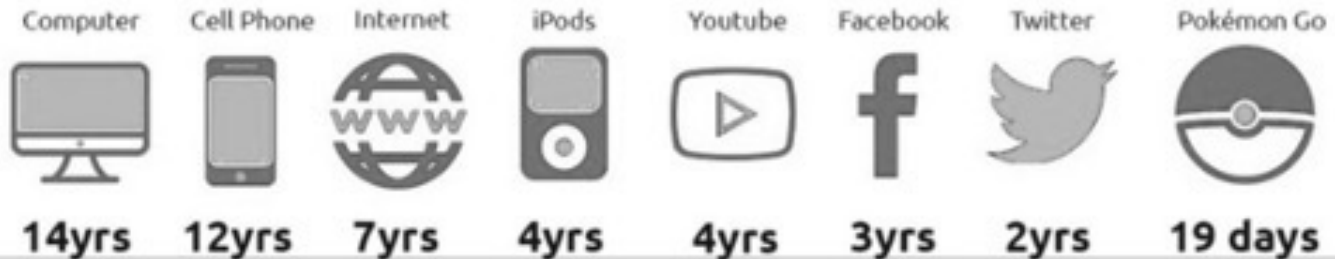 Computer Cell Phone Internet iPods Youtube Facebook Twitter Pokémon Go
www
14yrs 12yrs 7yrs 4yrs 4yrs 3yrs 2yrs 19 days